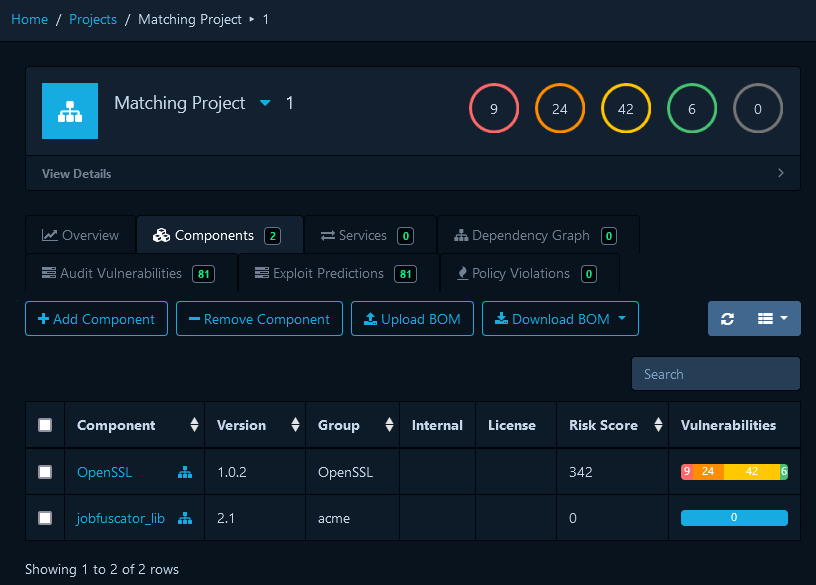 Home / Projects / Matching Project ▸ 1
Matching Project 1
9 24 42 6 0
View Details
Overview Components 2 Services 0 Dependency Graph 0
Audit Vulnerabilities 81 Exploit Predictions 81 Policy Violations 0
Add Component Remove Component Upload BOM Download BOM
Search
Component Version Group Internal License Risk Score Vulnerabilities
OpenSSL 1.0.2 OpenSSL 342 9 24 42 6
jobfuscator_lib 2.1 acme 0 0
Showing 1 to 2 of 2 rows